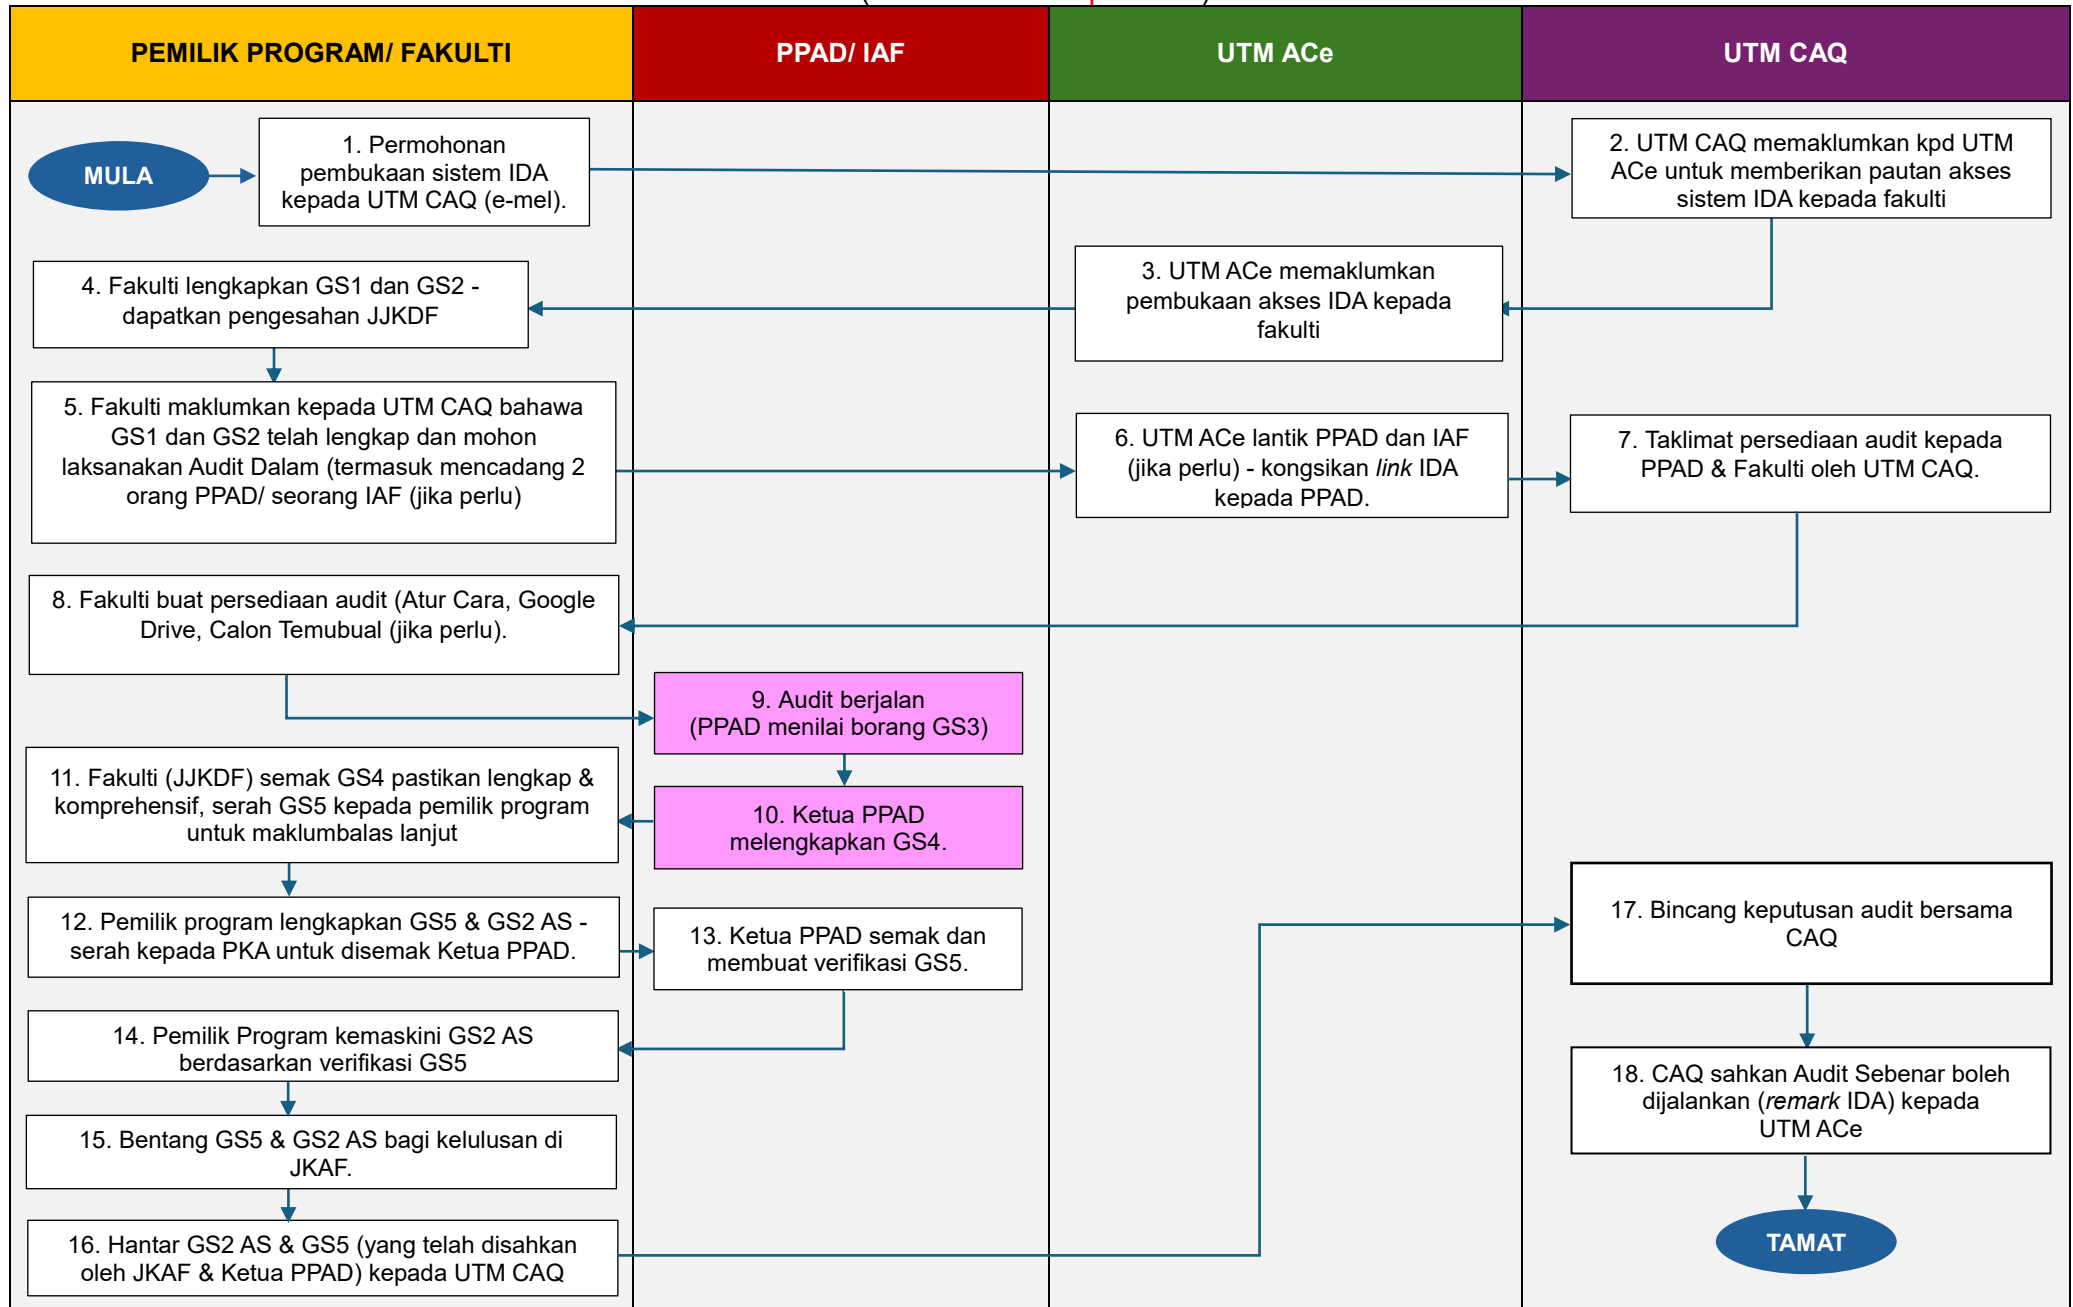 PEMILIK PROGRAM/ FAKULTI
PPAD/ IAF
UTM ACe
UTM CAQ
MULA
1. Permohonan
pembukaan sistem IDA
kepada UTM CAQ (e-mel).
2. UTM CAQ memaklumkan kpd UTM
ACe untuk memberikan pautan akses
sistem IDA kepada fakulti
3. UTM ACe memaklumkan
pembukaan akses IDA kepada
fakulti
4. Fakulti lengkapkan GS1 dan GS2 -
dapatkan pengesahan JJKDF
5. Fakulti maklumkan kepada UTM CAQ bahawa
GS1 dan GS2 telah lengkap dan mohon
laksanakan Audit Dalam (termasuk mencadang 2
orang PPAD/ seorang IAF (jika perlu)
6. UTM ACe lantik PPAD dan IAF
(jika perlu) - kongsikan link IDA
kepada PPAD.
7. Taklimat persediaan audit kepada
PPAD & Fakulti oleh UTM CAQ.
8. Fakulti buat persediaan audit (Atur Cara, Google
Drive, Calon Temubual (jika perlu).
9. Audit berjalan
(PPAD menilai borang GS3)
10. Ketua PPAD
melengkapkan GS4.
11. Fakulti (JJKDF) semak GS4 pastikan lengkap &
komprehensif, serah GS5 kepada pemilik program
untuk maklumbalas lanjut
12. Pemilik program lengkapkan GS5 & GS2 AS -
serah kepada PKA untuk disemak Ketua PPAD.
13. Ketua PPAD semak dan
membuat verifikasi GS5.
14. Pemilik Program kemaskini GS2 AS
berdasarkan verifikasi GS5
15. Bentang GS5 & GS2 AS bagi kelulusan di
JKAF.
16. Hantar GS2 AS & GS5 (yang telah disahkan
oleh JKAF & Ketua PPAD) kepada UTM CAQ
17. Bincang keputusan audit bersama
CAQ
18. CAQ sahkan Audit Sebenar boleh
dijalankan (remark IDA) kepada
UTM ACe
TAMAT